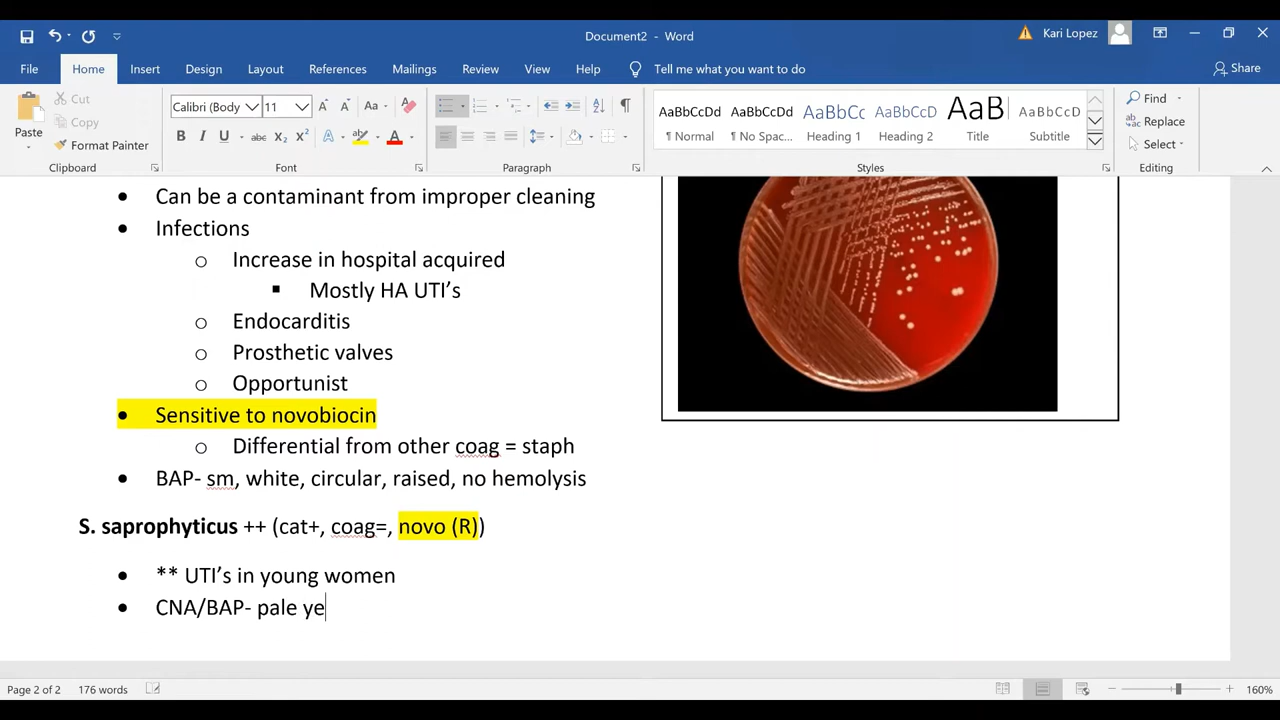 Document2 - Word
Kari Lopez
File Home Insert Design Layout References Mailings Review View Help Tell me what you want to do Share
Paste
Cut
Copy
Format Painter
Calibri (Body 11
Aa
B I U abc X₂ X² A A
AaBbCcDd AaBbCcDd AaBbCc AaBbCcD AaB AaBbCcD
¶ Normal ¶ No Spac... Heading 1 Heading 2 Title Subtitle
Find
Replace
Select
Clipboard Font Paragraph Styles Editing
• Can be a contaminant from improper cleaning
• Infections
o Increase in hospital acquired
▪ Mostly HA UTI’s
o Endocarditis
o Prosthetic valves
o Opportunist
• Sensitive to novobiocin
o Differential from other coag = staph
• BAP- sm, white, circular, raised, no hemolysis
S. saprophyticus ++ (cat+, coag=, novo (R))
• ** UTI’s in young women
• CNA/BAP- pale ye
Page 2 of 2 176 words 160%